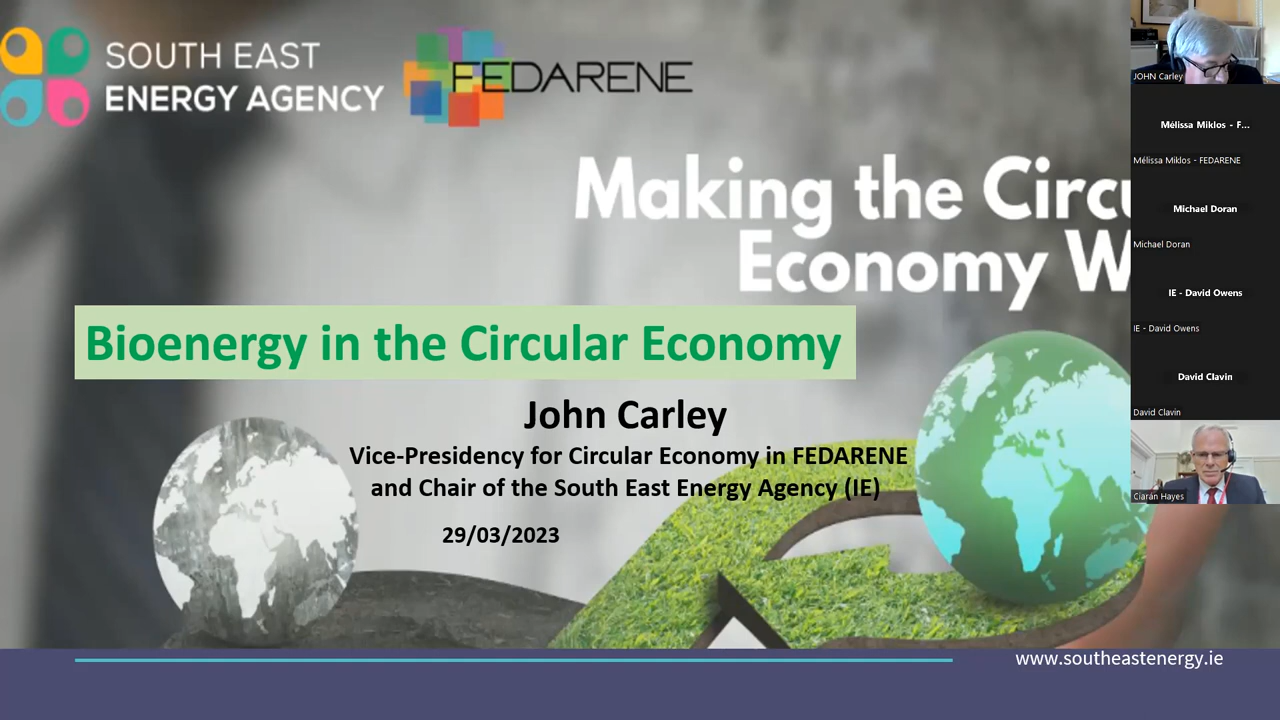 SOUTH EAST
ENERGY AGENCY
FEDARENE
Making the Circu
Economy W
Bioenergy in the Circular Economy
John Carley
Vice-Presidency for Circular Economy in FEDARENE
and Chair of the South East Energy Agency (IE)
29/03/2023
www.southeastenergy.ie
JOHN Carley
Mélissa Miklos - F...
Mélissa Miklos - FEDARENE
Michael Doran
Michael Doran
IE - David Owens
IE - David Owens
David Clavin
David Clavin
Ciarán Hayes